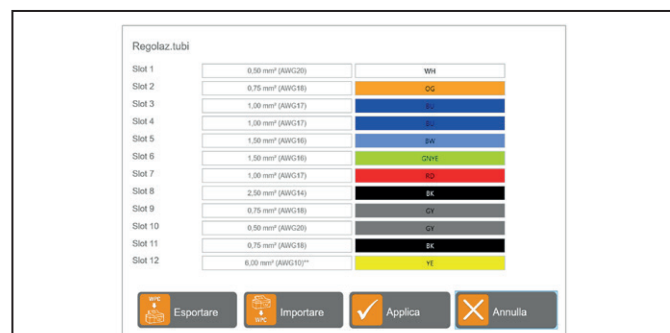 Regolaz.tubi
Slot 1 0,50 mm² (AWG20) WH
Slot 2 0,75 mm² (AWG18) OG
Slot 3 1,00 mm² (AWG17) BU
Slot 4 1,00 mm² (AWG17) BU
Slot 5 1,50 mm² (AWG16) BW
Slot 6 1,50 mm² (AWG16) GNYE
Slot 7 1,00 mm² (AWG17) RD
Slot 8 2,50 mm² (AWG14) BK
Slot 9 0,75 mm² (AWG18) GY
Slot 10 0,50 mm² (AWG20) GY
Slot 11 0,75 mm² (AWG18) BK
Slot 12 6,00 mm² (AWG10)** YE
WPC Esportare WPC Importare Applica Annulla